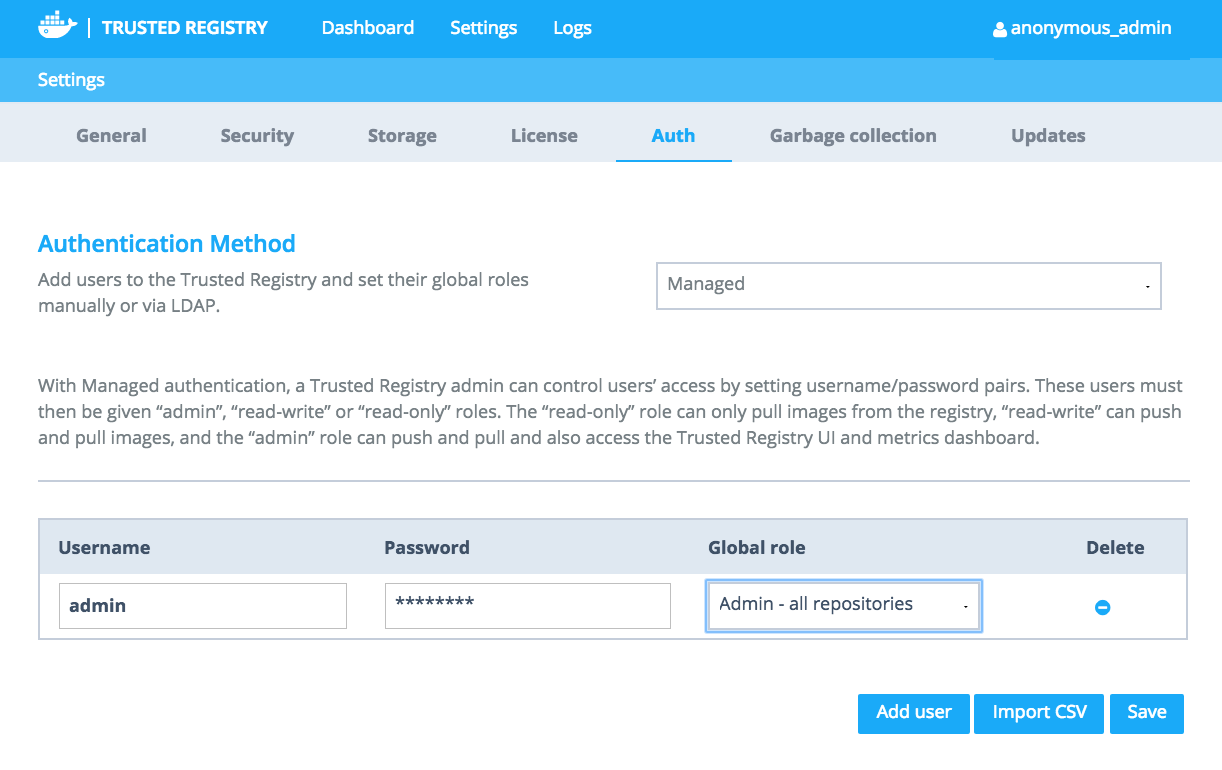 TRUSTED REGISTRY Dashboard Settings Logs anonymous_admin
Settings
General Security Storage License Auth Garbage collection Updates
Authentication Method
Add users to the Trusted Registry and set their global roles
manually or via LDAP.
Managed
With Managed authentication, a Trusted Registry admin can control users’ access by setting username/password pairs. These users must
then be given “admin”, “read-write” or “read-only” roles. The “read-only” role can only pull images from the registry, “read-write” can push
and pull images, and the “admin” role can push and pull and also access the Trusted Registry UI and metrics dashboard.
Username Password Global role Delete
admin ******** Admin - all repositories
Add user Import CSV Save